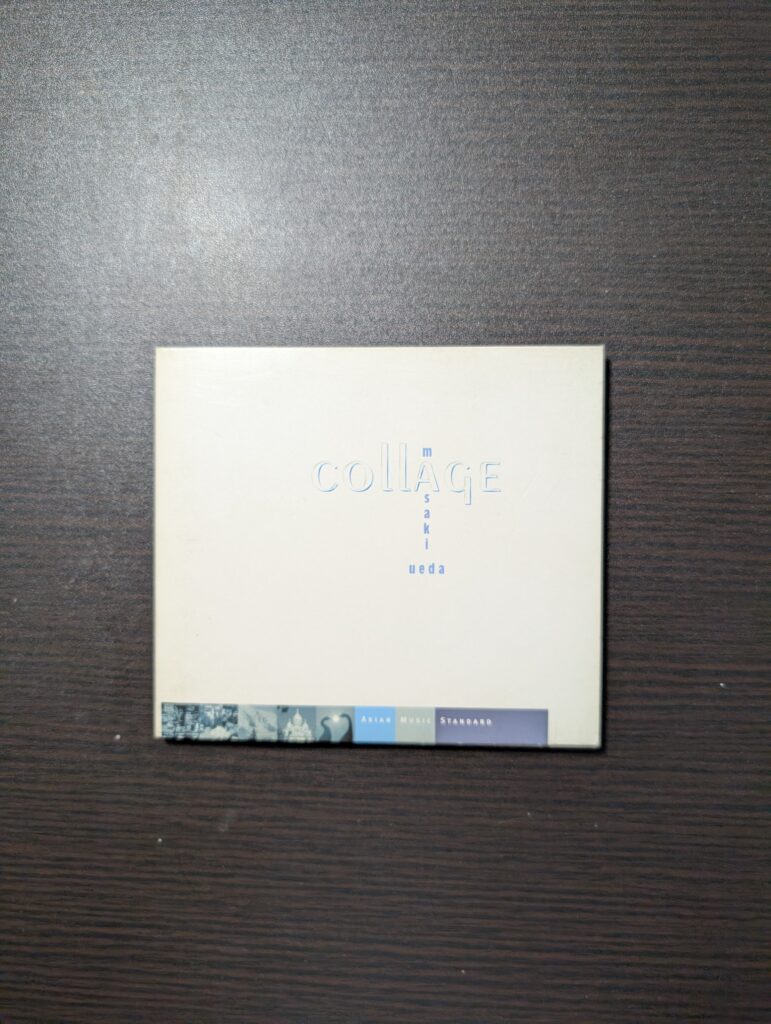 collAGE
mAsaki
ueda
Asian Music Standard